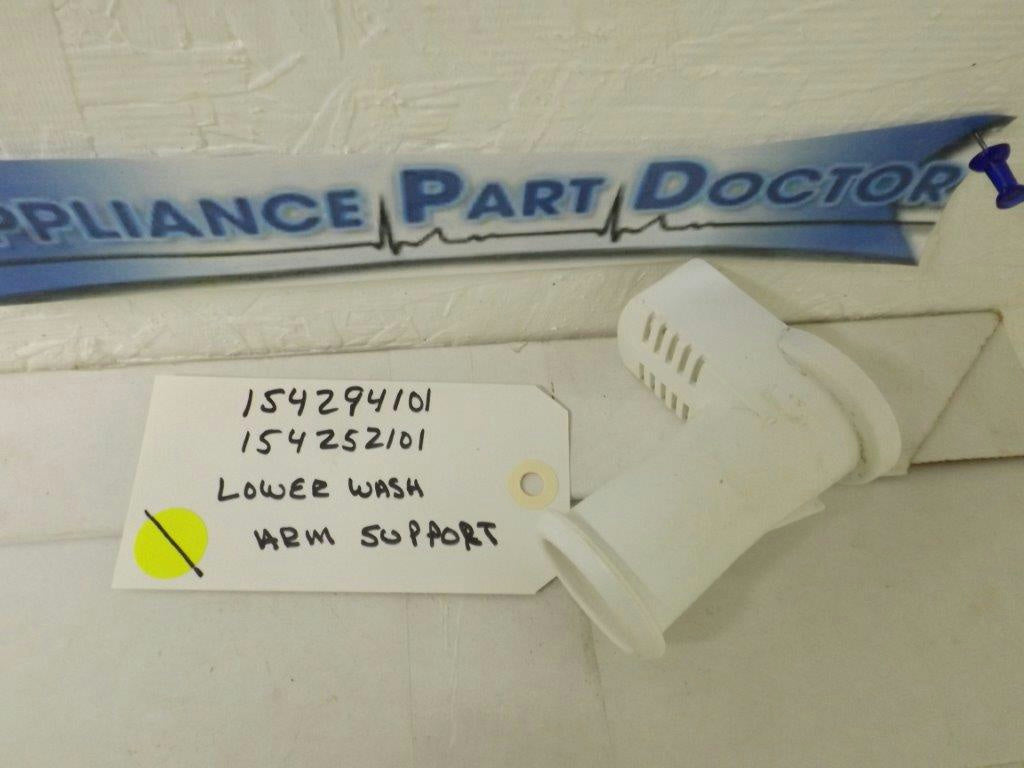 PPLIANCE PART DOCTOR
154294101
154252101
LOWER WASH
ARM SUPPORT